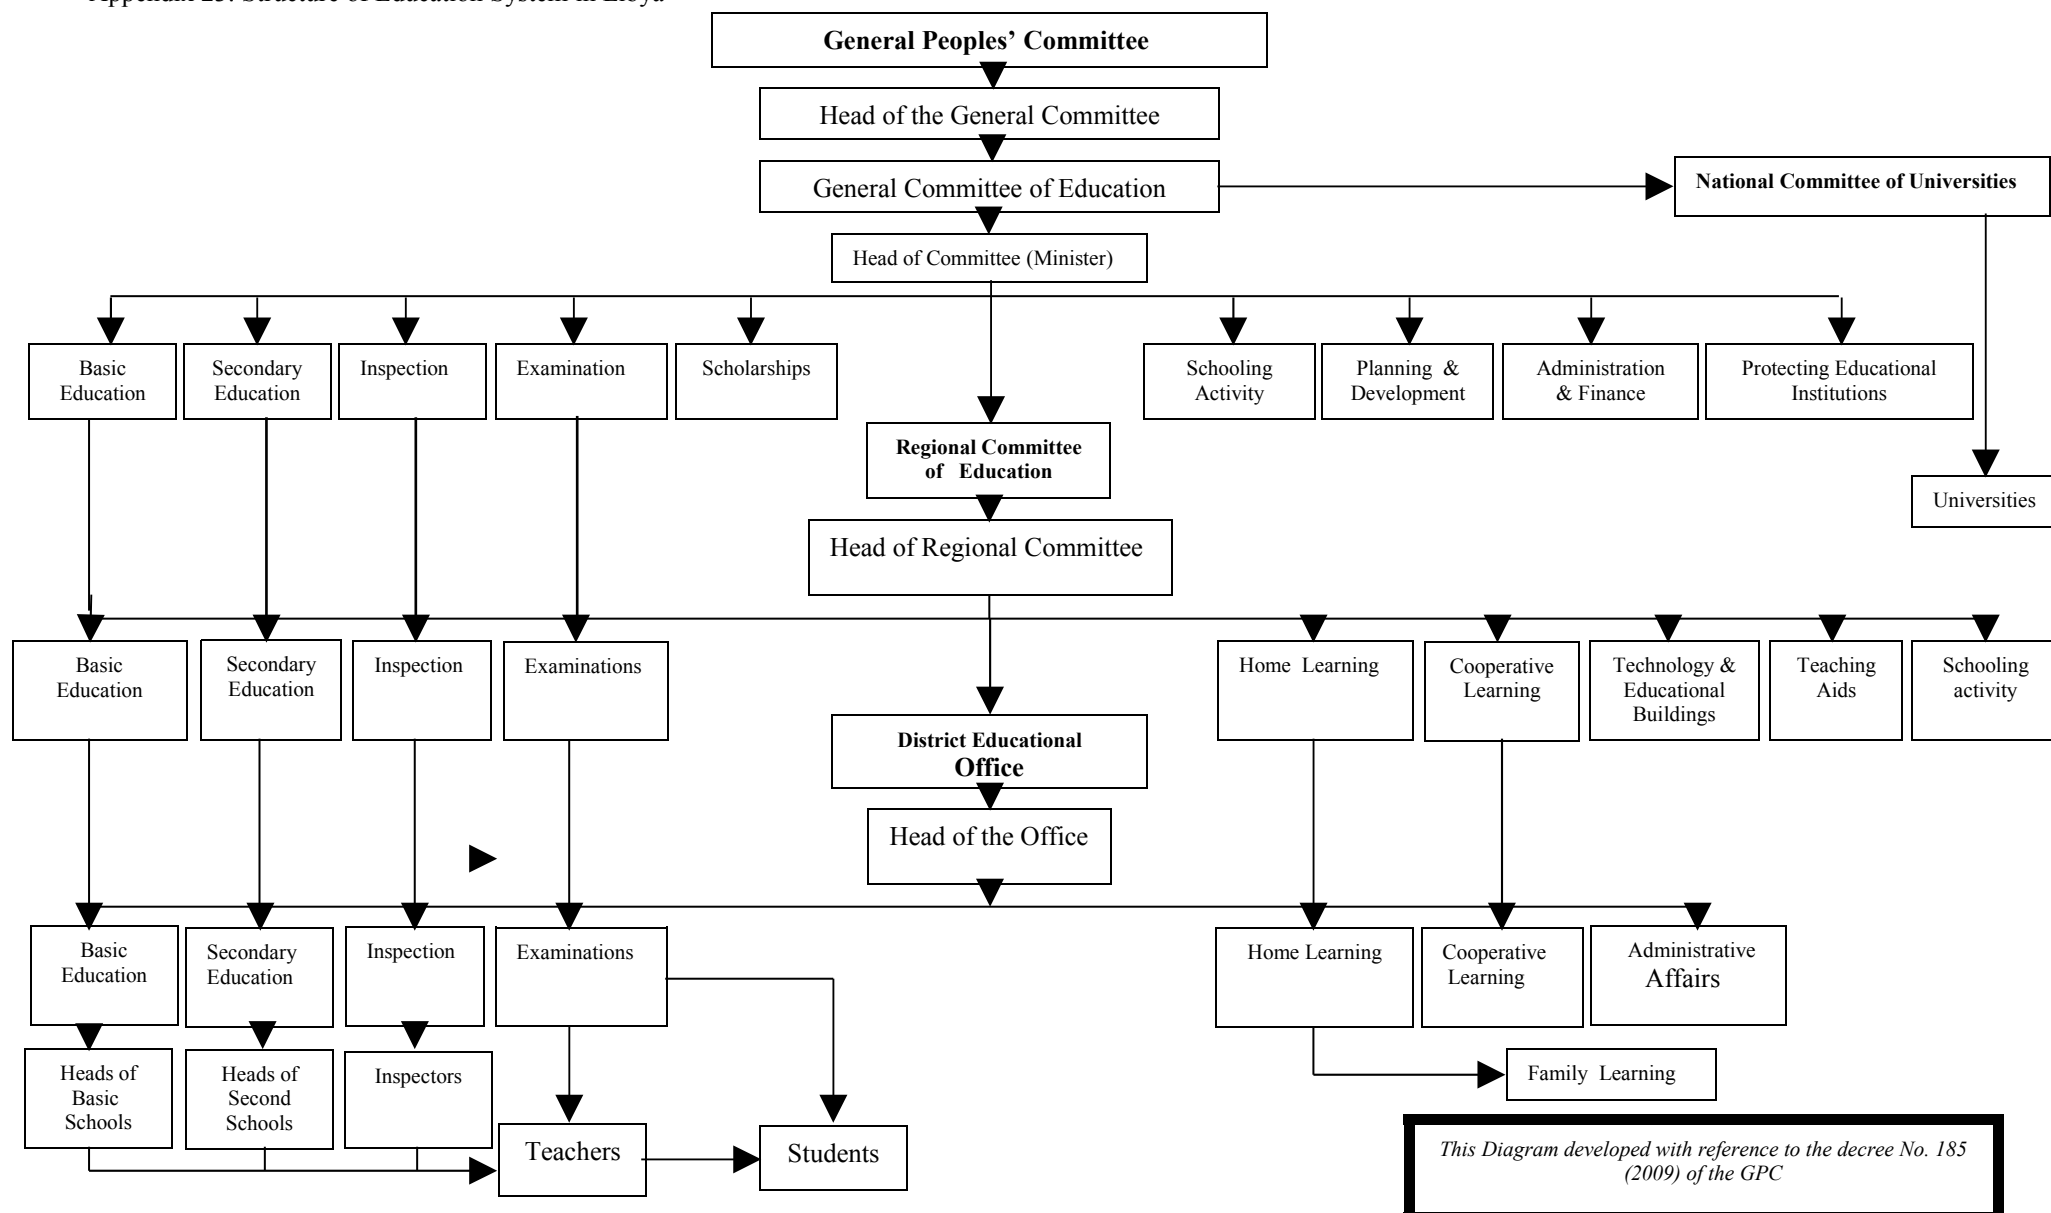 General Peoples’ Committee
Head of the General Committee
General Committee of Education
National Committee of Universities
Head of Committee (Minister)
Basic
Education
Secondary
Education
Inspection
Examination
Scholarships
Schooling
Activity
Planning &
Development
Administration
& Finance
Protecting Educational
Institutions
Regional Committee
of Education
Universities
Head of Regional Committee
Basic
Education
Secondary
Education
Inspection
Examinations
Home Learning
Cooperative
Learning
Technology &
Educational
Buildings
Teaching
Aids
Schooling
activity
District Educational
Office
Head of the Office
Basic
Education
Secondary
Education
Inspection
Examinations
Home Learning
Cooperative
Learning
Administrative
Affairs
Heads of
Basic
Schools
Heads of
Second
Schools
Inspectors
Family Learning
Teachers
Students
This Diagram developed with reference to the decree No. 185
(2009) of the GPC